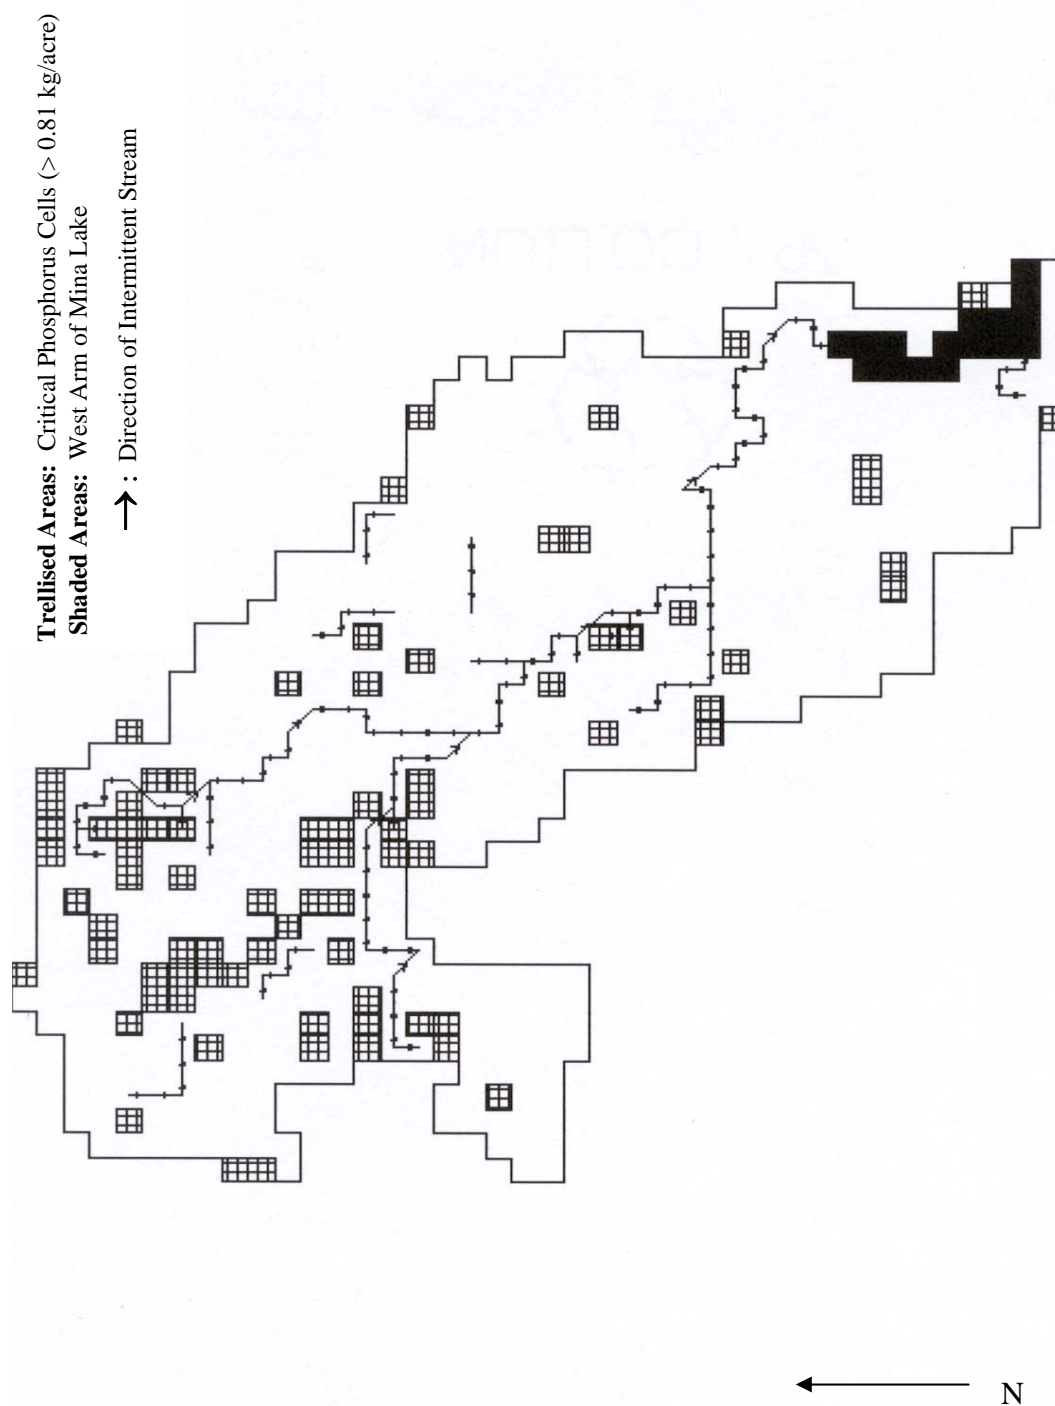 Trellised Areas: Critical Phosphorus Cells (> 0.81 kg/acre)
Shaded Areas: West Arm of Mina Lake
→ : Direction of Intermittent Stream
N